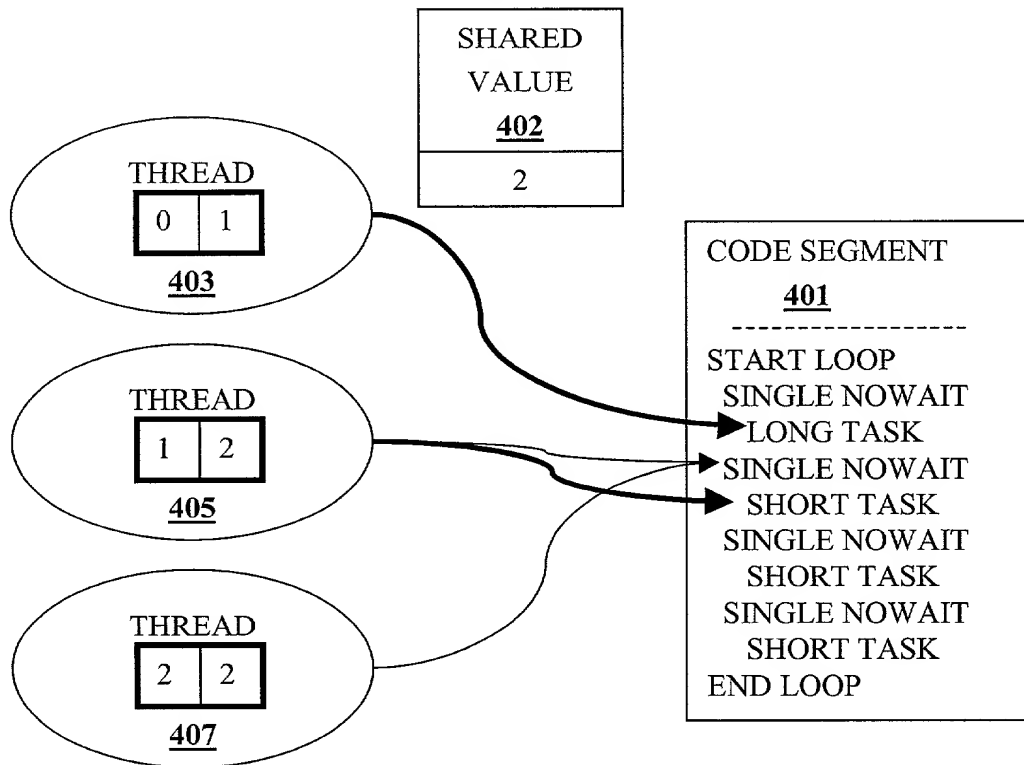 SHARED
VALUE
402
2
THREAD
0 1
403
THREAD
1 2
405
THREAD
2 2
407
CODE SEGMENT
401
------------------
START LOOP
SINGLE NOWAIT
LONG TASK
SINGLE NOWAIT
SHORT TASK
SINGLE NOWAIT
SHORT TASK
SINGLE NOWAIT
SHORT TASK
END LOOP